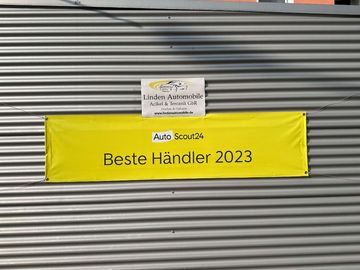 Linden Automobile
www.lindenautomobile.de
AutoScout24
Beste Händler 2023